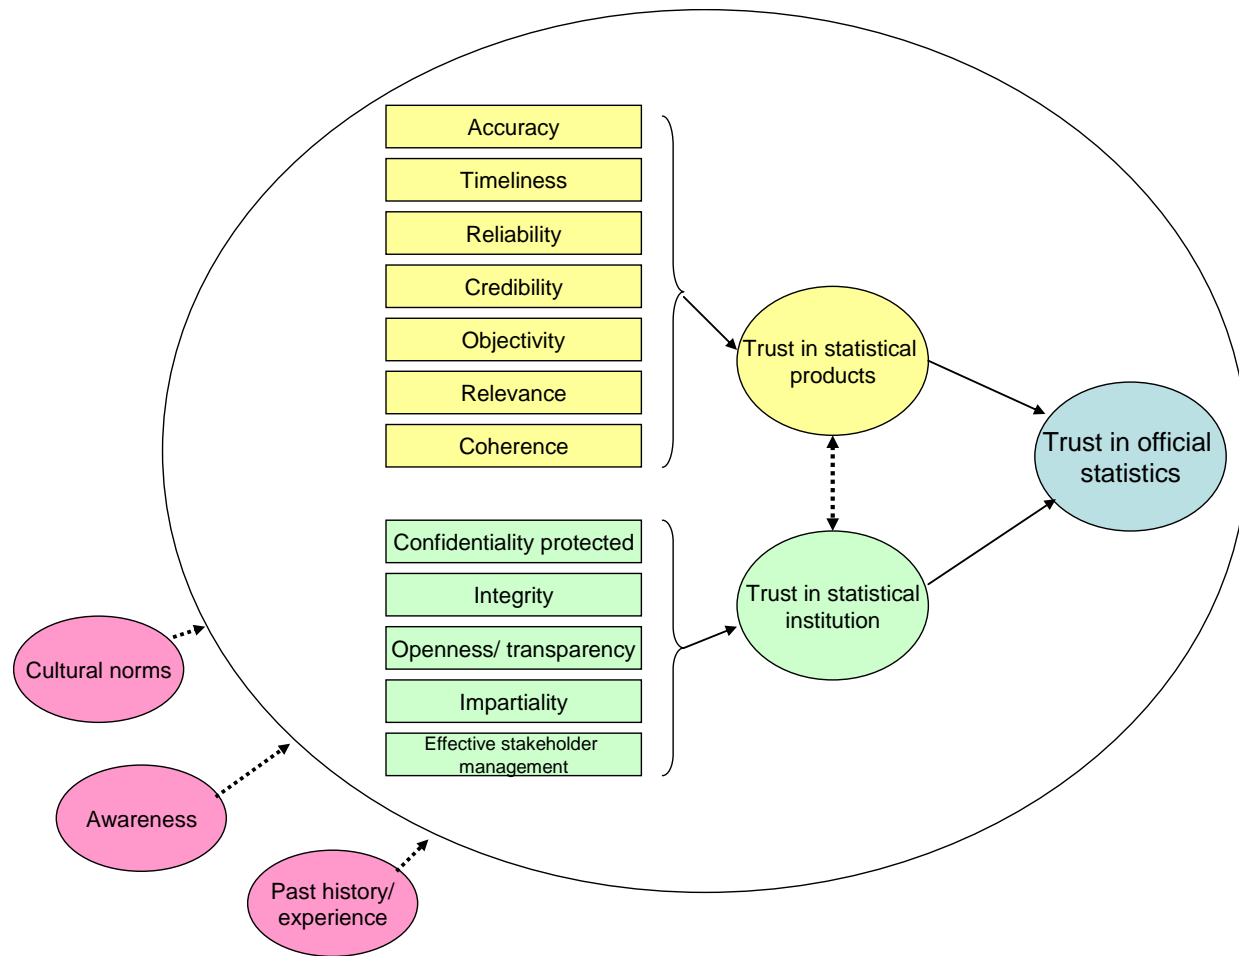 Accuracy
Timeliness
Reliability
Credibility
Objectivity
Relevance
Coherence
Trust in statistical
products
Trust in official
statistics
Confidentiality protected
Integrity
Openness/ transparency
Impartiality
Effective stakeholder
management
Trust in statistical
institution
Cultural norms
Awareness
Past history/
experience